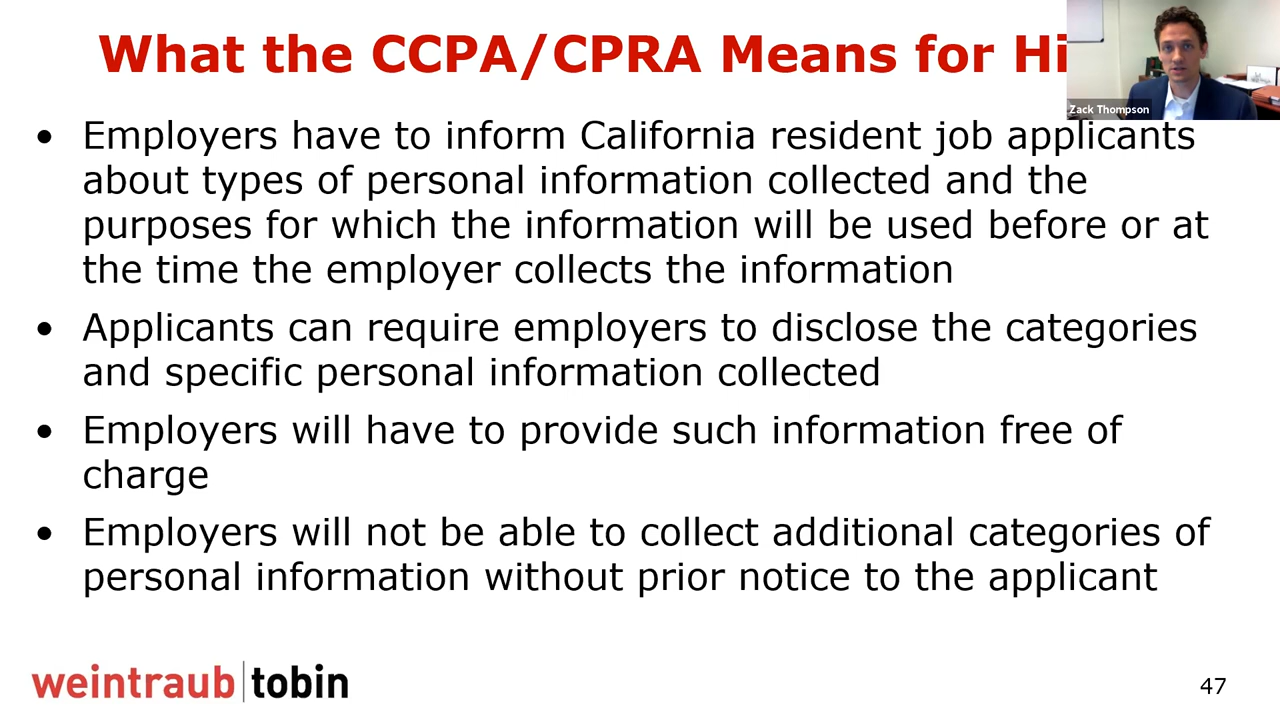 What the CCPA/CPRA Means for Hi
Zack Thompson
• Employers have to inform California resident job applicants
about types of personal information collected and the
purposes for which the information will be used before or at
the time the employer collects the information
• Applicants can require employers to disclose the categories
and specific personal information collected
• Employers will have to provide such information free of
charge
• Employers will not be able to collect additional categories of
personal information without prior notice to the applicant
weintraub tobin
47